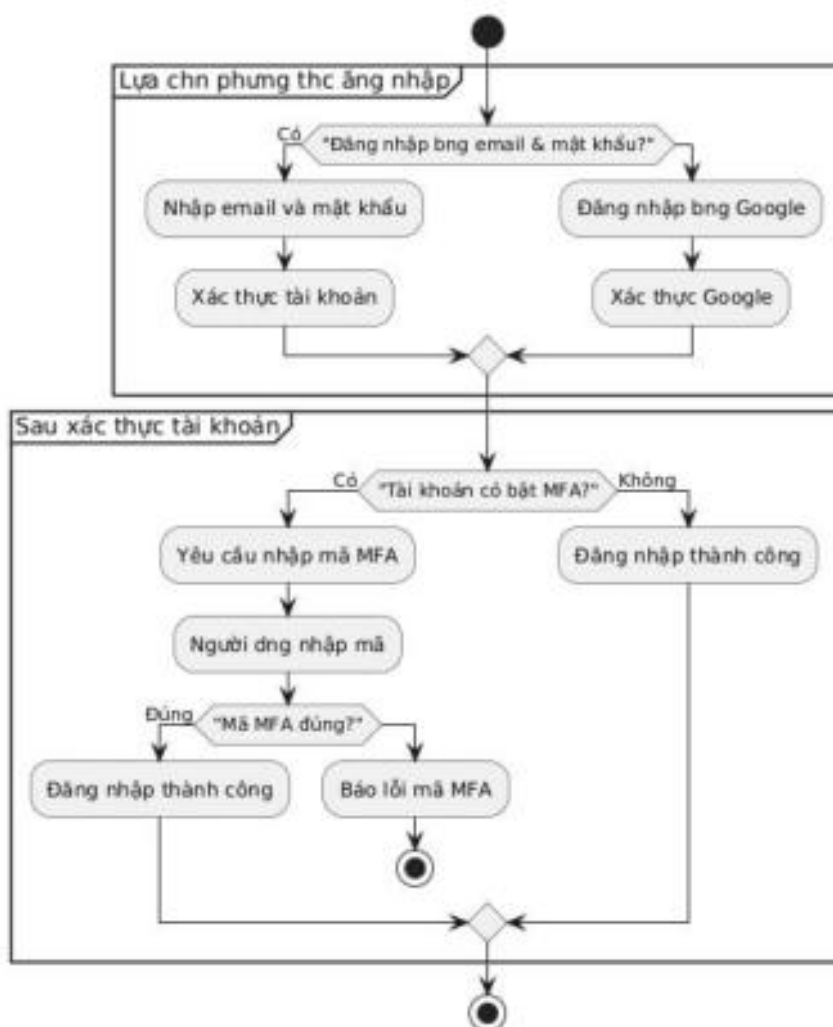 Lựa chn phưng thc ăng nhập
Có
"Đăng nhập bng email & mật khẩu?"
Nhập email và mật khẩu
Đăng nhập bng Google
Xác thực tài khoản
Xác thực Google
Sau xác thực tài khoản
Có
"Tài khoản có bật MFA?"
Không
Yêu cầu nhập mã MFA
Đăng nhập thành công
Người dng nhập mã
Đúng
"Mã MFA đúng?"
Đăng nhập thành công
Báo lỗi mã MFA